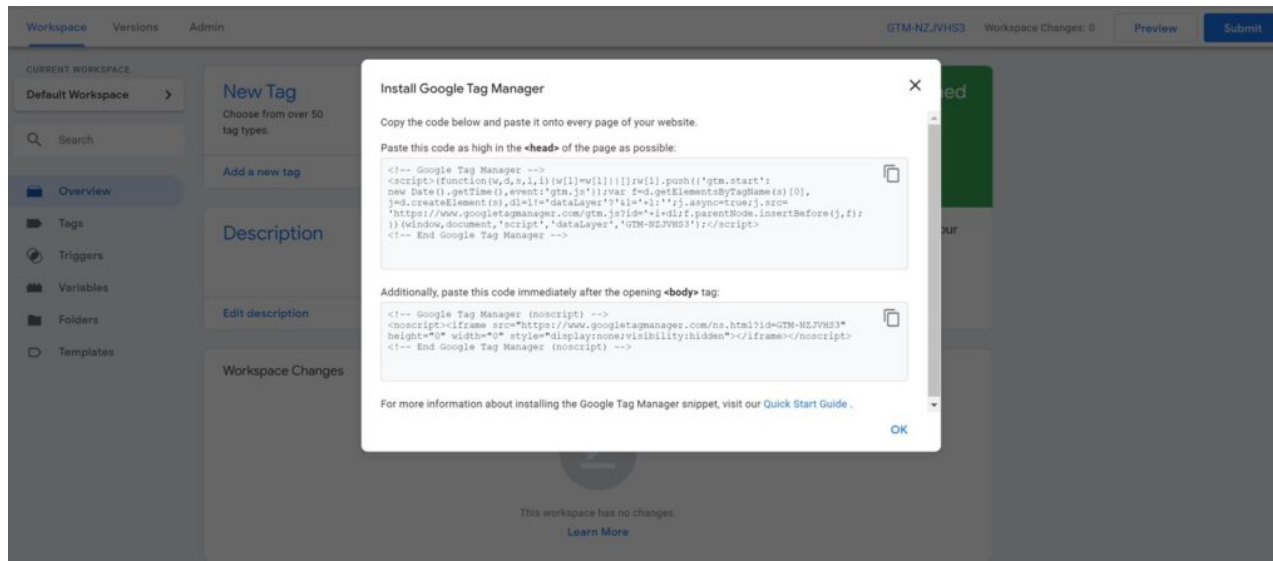 Workspace Versions Admin GTM-NZJVHS3 Workspace Changes: 0 Preview Submit
CURRENT WORKSPACE
Default Workspace
Search
Overview
Tags
Triggers
Variables
Folders
Templates
New Tag
Choose from over 50
tag types.
Add a new tag
Description
Edit description
Workspace Changes
ed
our
Install Google Tag Manager
Copy the code below and paste it onto every page of your website.
Paste this code as high in the <head> of the page as possible:
<!-- Google Tag Manager -->
<script>(function(w,d,s,l,i){w[l]=w[l]||[];w[l].push({'gtm.start':
new Date().getTime(),event:'gtm.js'});var f=d.getElementsByTagName(s)[0],
j=d.createElement(s),dl=l!='dataLayer'?'&l='+l:'';j.async=true;j.src=
'https://www.googletagmanager.com/gtm.js?id='+i+dl;f.parentNode.insertBefore(j,f);
})(window,document,'script','dataLayer','GTM-NZJVHS3');</script>
<!-- End Google Tag Manager -->
Additionally, paste this code immediately after the opening <body> tag:
<!-- Google Tag Manager (noscript) -->
<noscript><iframe src="https://www.googletagmanager.com/ns.html?id=GTM-NZJVHS3"
height="0" width="0" style="display:none;visibility:hidden"></iframe></noscript>
<!-- End Google Tag Manager (noscript) -->
For more information about installing the Google Tag Manager snippet, visit our Quick Start Guide .
OK
This workspace has no changes.
Learn More